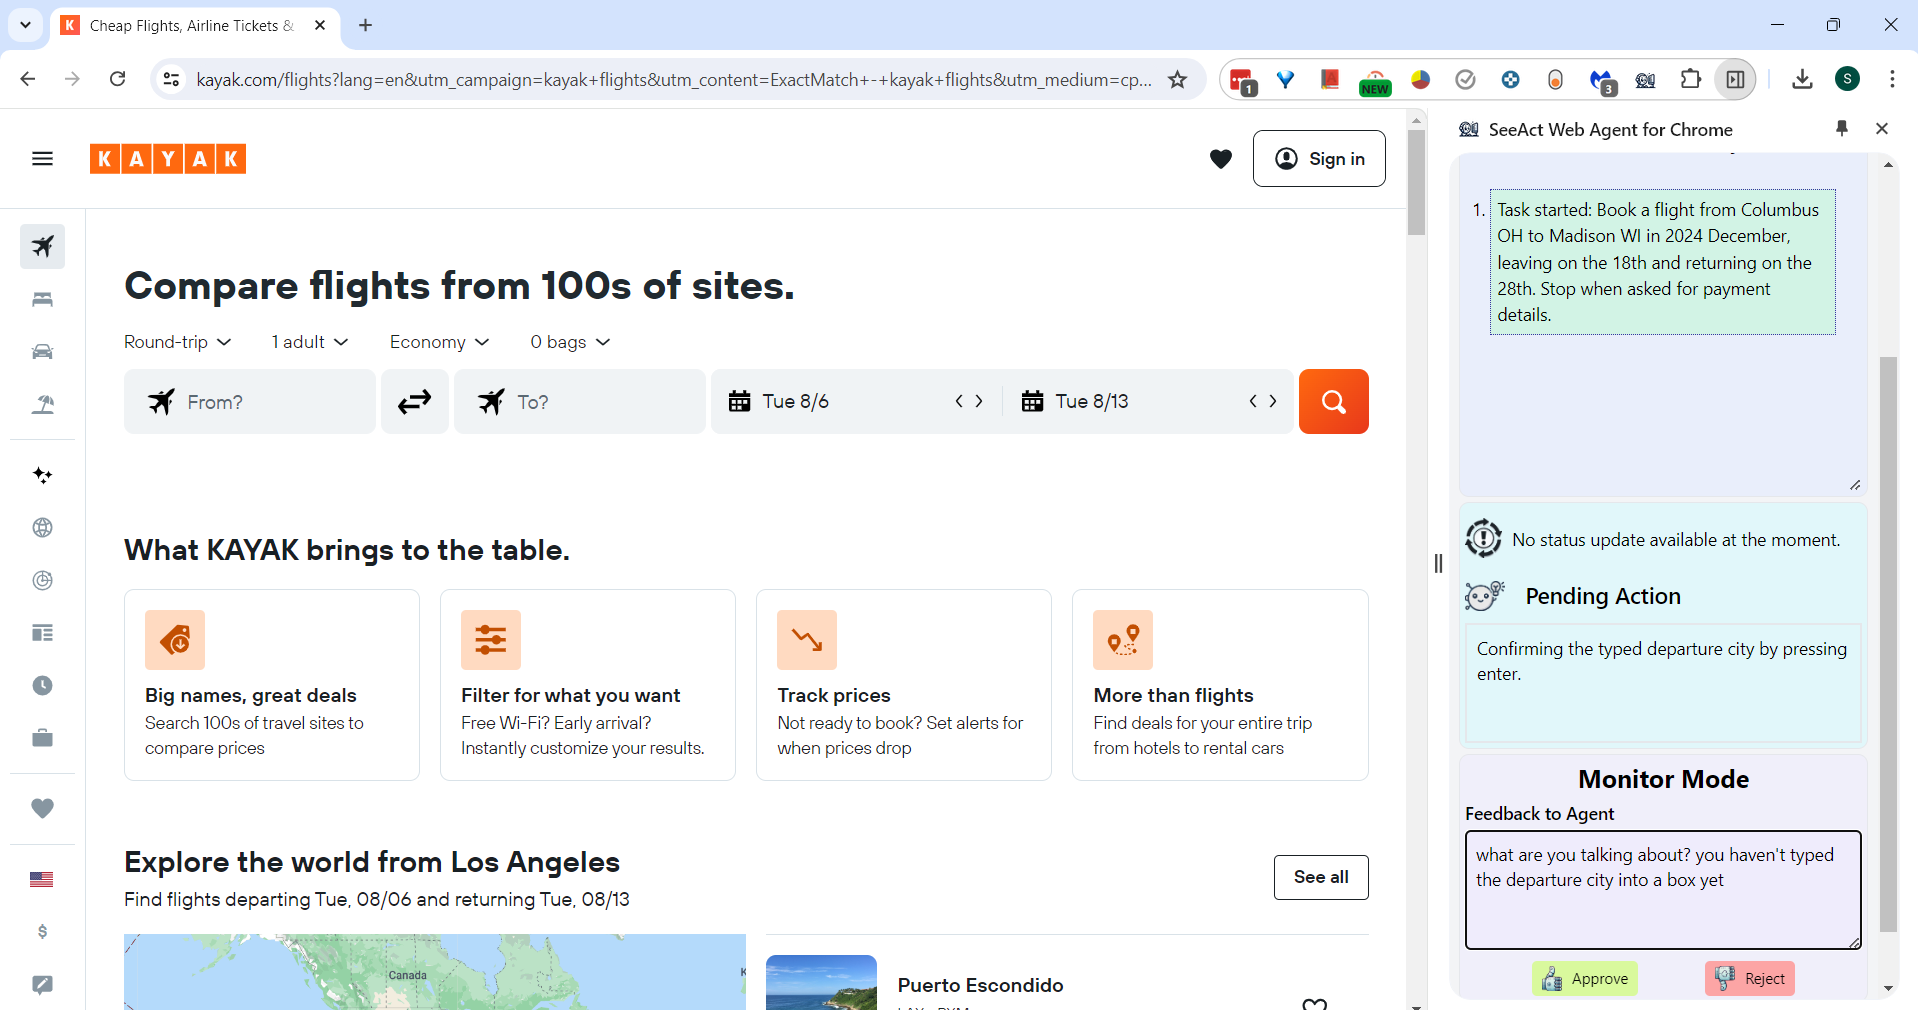 Cheap Flights, Airline Tickets &
kayak.com/flights?lang=en&utm_campaign=kayak+flights&utm_content=ExactMatch+-+kayak+flights&utm_medium=cp...
1
NEW
3
S
KAYAK
Sign in
Compare flights from 100s of sites.
Round-trip
1 adult
Economy
0 bags
From?
To?
Tue 8/6
Tue 8/13
What KAYAK brings to the table.
Big names, great deals
Search 100s of travel sites to
compare prices
Filter for what you want
Free Wi-Fi? Early arrival?
Instantly customize your results.
Track prices
Not ready to book? Set alerts for
when prices drop
More than flights
Find deals for your entire trip
from hotels to rental cars
Explore the world from Los Angeles
Find flights departing Tue, 08/06 and returning Tue, 08/13
See all
Canada
Puerto Escondido
SeeAct Web Agent for Chrome
1. Task started: Book a flight from Columbus
OH to Madison WI in 2024 December,
leaving on the 18th and returning on the
28th. Stop when asked for payment
details.
No status update available at the moment.
Pending Action
Confirming the typed departure city by pressing
enter.
Monitor Mode
Feedback to Agent
what are you talking about? you haven't typed
the departure city into a box yet
Approve
Reject